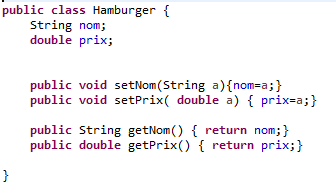 public class Hamburger {
    String nom;
    double prix;
    public void setNom(String a){nom=a;}
    public void setPrix( double a) { prix=a;}
    public String getNom() { return nom;}
    public double getPrix() { return prix;}
}